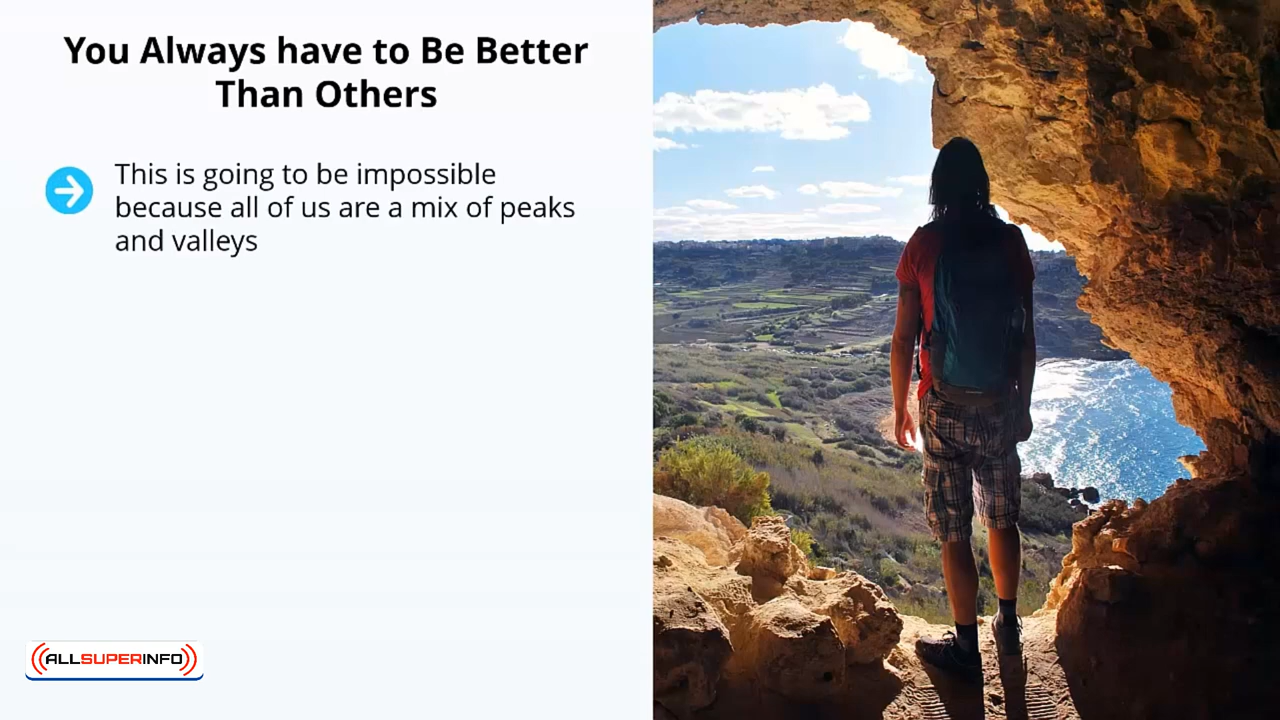 You Always have to Be Better
Than Others
This is going to be impossible
because all of us are a mix of peaks
and valleys
ALLSUPERINFO